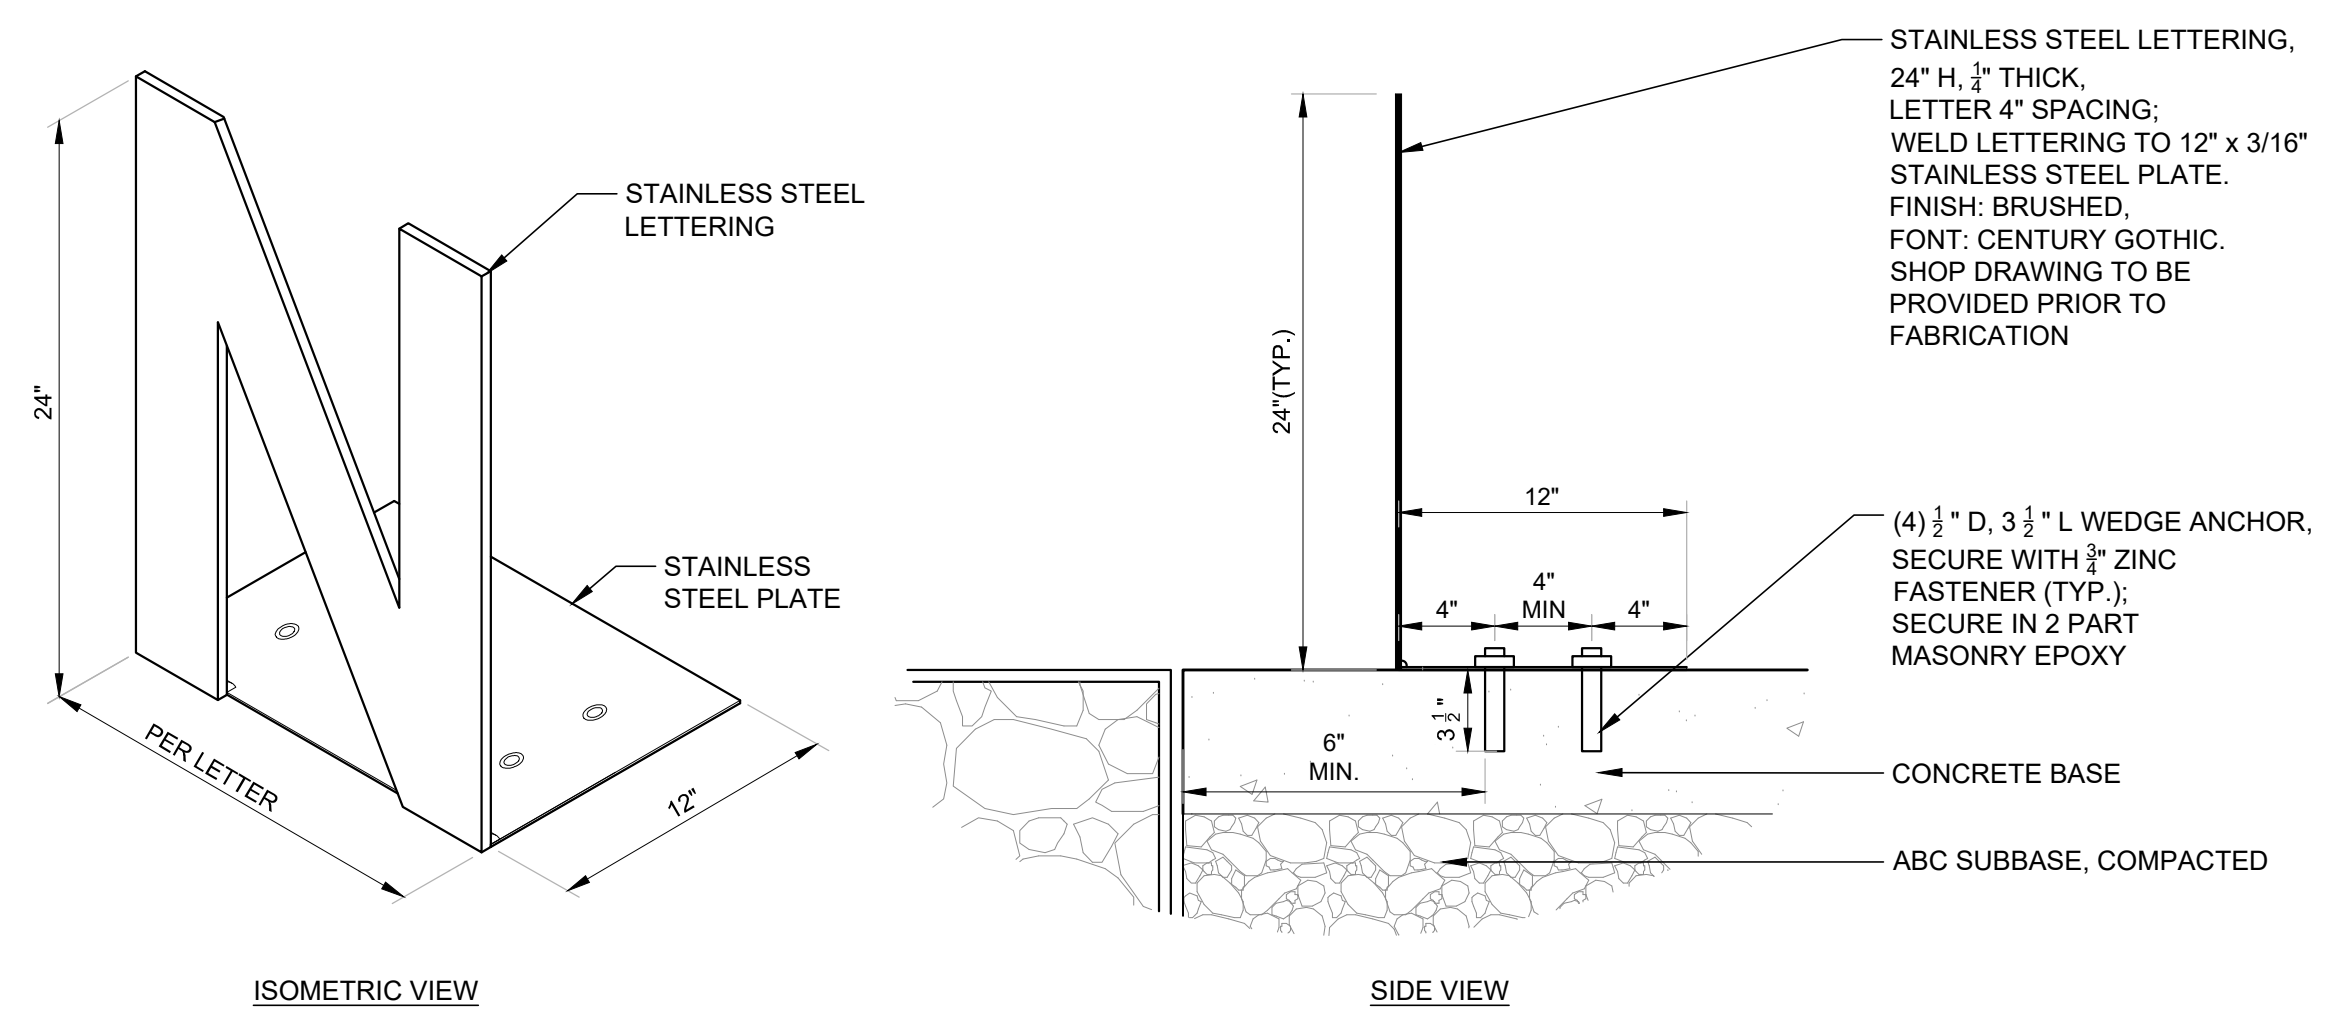 STAINLESS STEEL
LETTERING
24"
STAINLESS
STEEL PLATE
PER LETTER
12"
ISOMETRIC VIEW
STAINLESS STEEL LETTERING,
24" H, 1/4" THICK,
LETTER 4" SPACING;
WELD LETTERING TO 12" x 3/16"
STAINLESS STEEL PLATE.
FINISH: BRUSHED,
FONT: CENTURY GOTHIC.
SHOP DRAWING TO BE
PROVIDED PRIOR TO
FABRICATION
24"(TYP.)
12"
4"
4"
MIN
4"
(4) 1/2 " D, 3 1/2 " L WEDGE ANCHOR,
SECURE WITH 3/4" ZINC
FASTENER (TYP.);
SECURE IN 2 PART
MASONRY EPOXY
3 1/2"
6"
MIN.
CONCRETE BASE
ABC SUBBASE, COMPACTED
SIDE VIEW